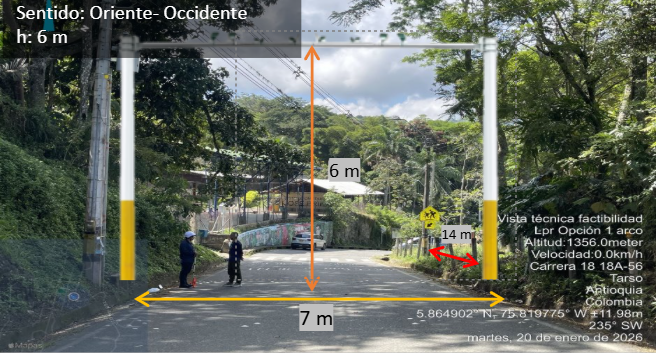 Sentido: Oriente- Occidente
h: 6 m
6 m
14 m
7 m
Vista técnica factibilidad
Lpr Opción 1 arco
Altitud:1356.0meter
Velocidad:0.0km/h
Carrera 18 18A-56
Tarso
Antioquia
Colombia
5.864902° N, 75.819775° W ±11.98m
235° SW
martes, 20 de enero de 2026
Mapas